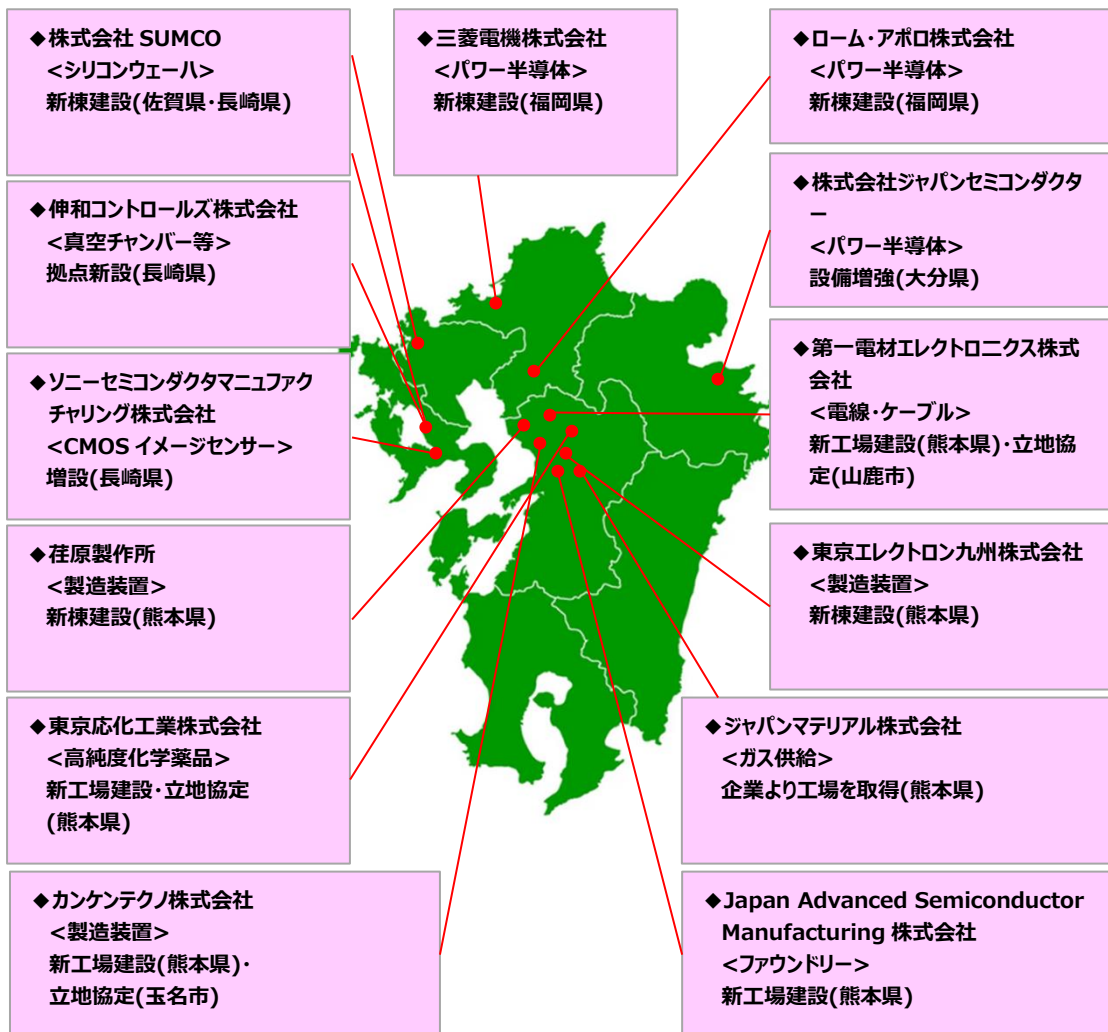 ◆株式会社 SUMCO
<シリコンウェーハ>
新棟建設(佐賀県・長崎県)
◆三菱電機株式会社
<パワー半導体>
新棟建設(福岡県)
◆ローム・アポロ株式会社
<パワー半導体>
新棟建設(福岡県)
◆伸和コントロールズ株式会社
<真空チャンバー等>
拠点新設(長崎県)
◆株式会社ジャパンセミコンダクタ
ー
<パワー半導体>
設備増強(大分県)
◆ソニーセミコンダクタマニュファク
チャリング株式会社
<CMOS イメージセンサー>
増設(長崎県)
◆第一電材エレクトロニクス株式
会社
<電線・ケーブル>
新工場建設(熊本県)・立地協
定(山鹿市)
◆荏原製作所
<製造装置>
新棟建設(熊本県)
◆東京エレクトロン九州株式会社
<製造装置>
新棟建設(熊本県)
◆東京応化工業株式会社
<高純度化学薬品>
新工場建設・立地協定
(熊本県)
◆ジャパンマテリアル株式会社
<ガス供給>
企業より工場を取得(熊本県)
◆カンケンテクノ株式会社
<製造装置>
新工場建設(熊本県)・
立地協定(玉名市)
◆Japan Advanced Semiconductor
Manufacturing 株式会社
<ファウンドリー>
新工場建設(熊本県)